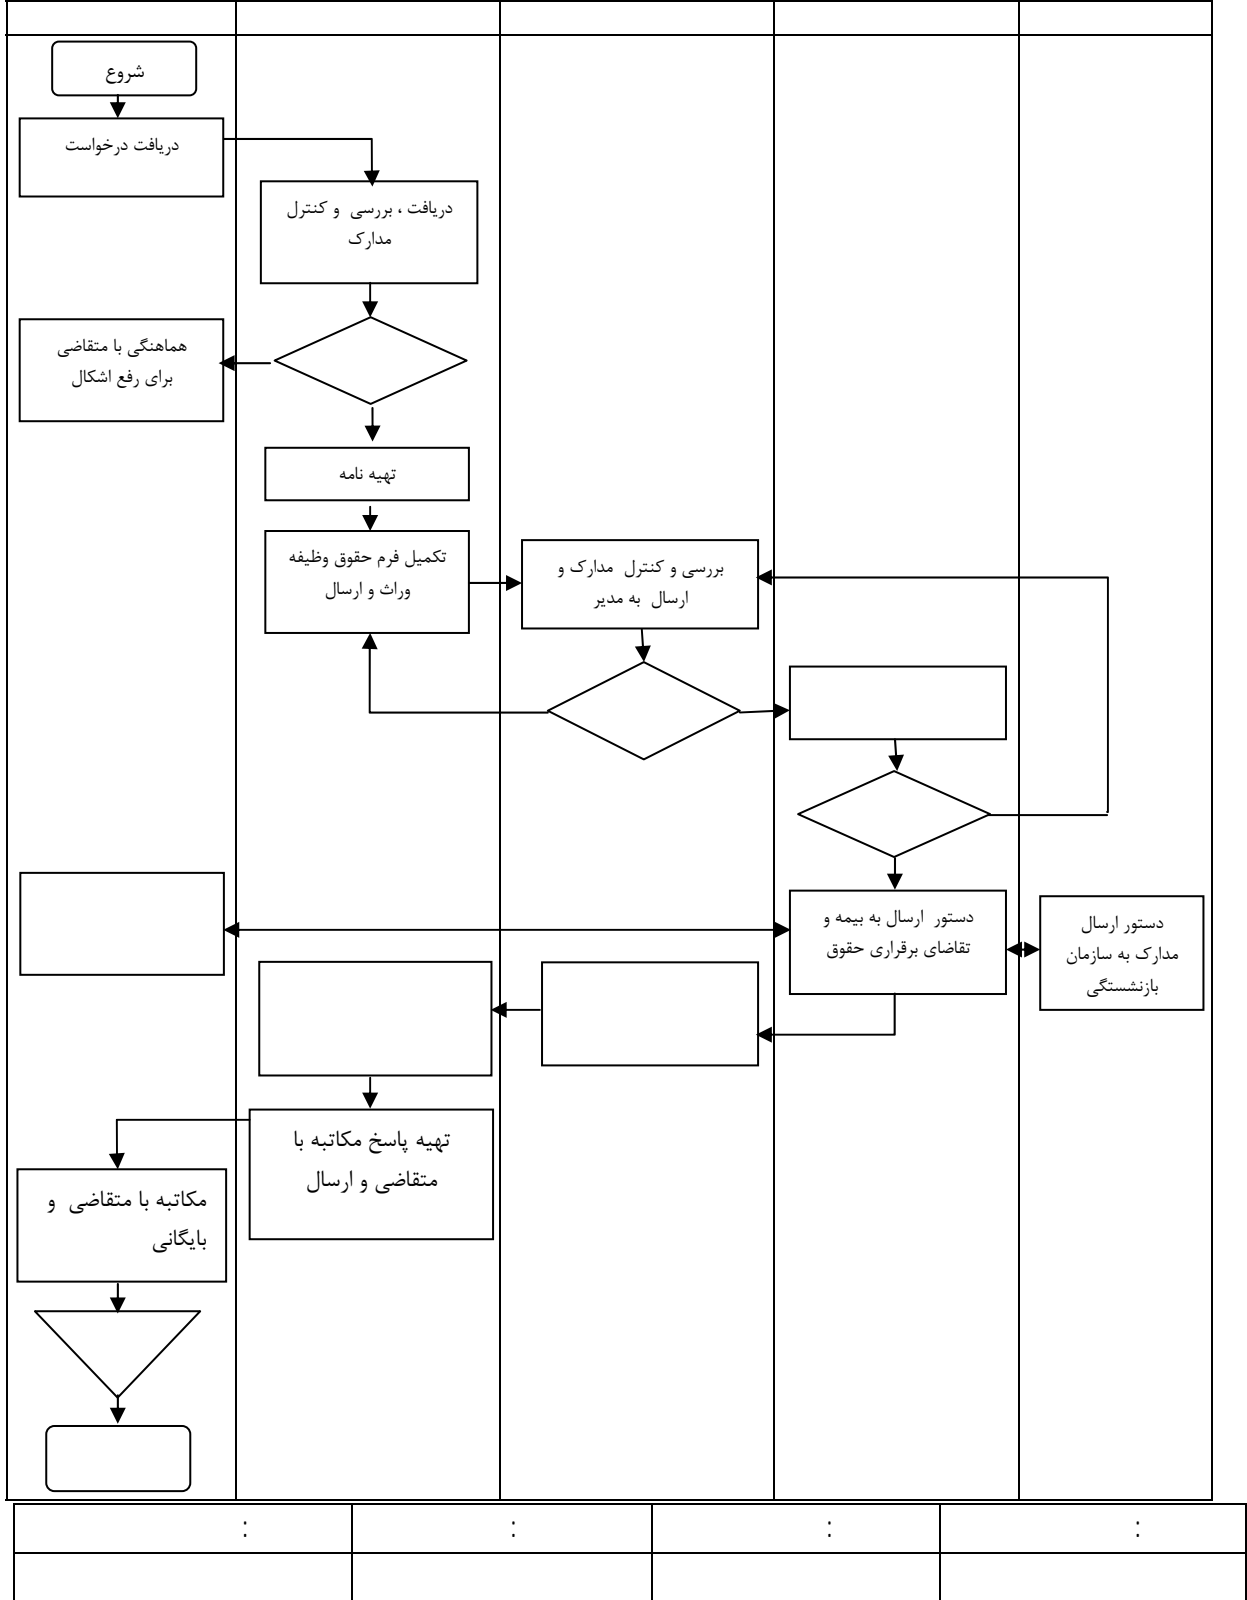 شروع
دریافت درخواست
دریافت ، بررسی و کنترل
مدارک
هماهنگی با متقاضی
برای رفع اشکال
تهیه نامه
تکمیل فرم حقوق وظیفه
وراث و ارسال
بررسی و کنترل مدارک و
ارسال به مدیر
دستور ارسال به بیمه و
تقاضای برقراری حقوق
دستور ارسال
مدارک به سازمان
بازنشستگی
تهیه پاسخ مکاتبه با
متقاضی و ارسال
مکاتبه با متقاضی و
بایگانی
: : : :